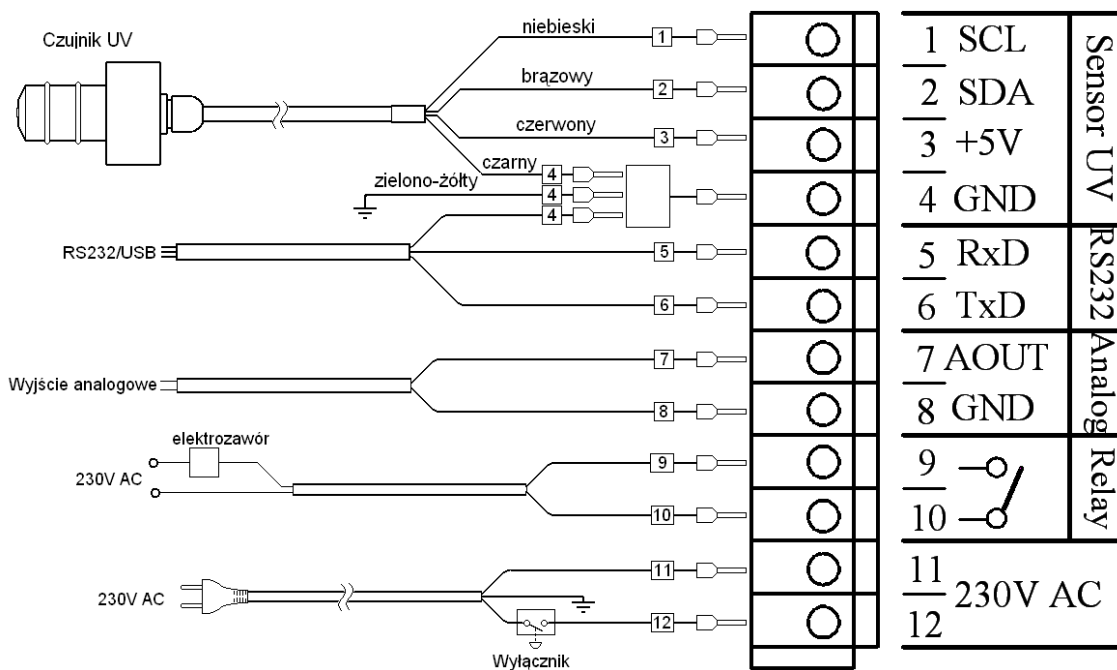 Czujnik UV
niebieski
1
brązowy
2
czerwony
3
czarny
4
zielono-żółty
4
4
RS232/USB
5
6
Wyjście analogowe
7
8
elektrozawór
230V AC
9
10
230V AC
11
12
Wyłącznik
1 SCL
2 SDA
3 +5V
4 GND
Sensor UV
5 RxD
6 TxD
RS232
7 AOUT
8 GND
Analog
9
10
Relay
11
12
230V AC